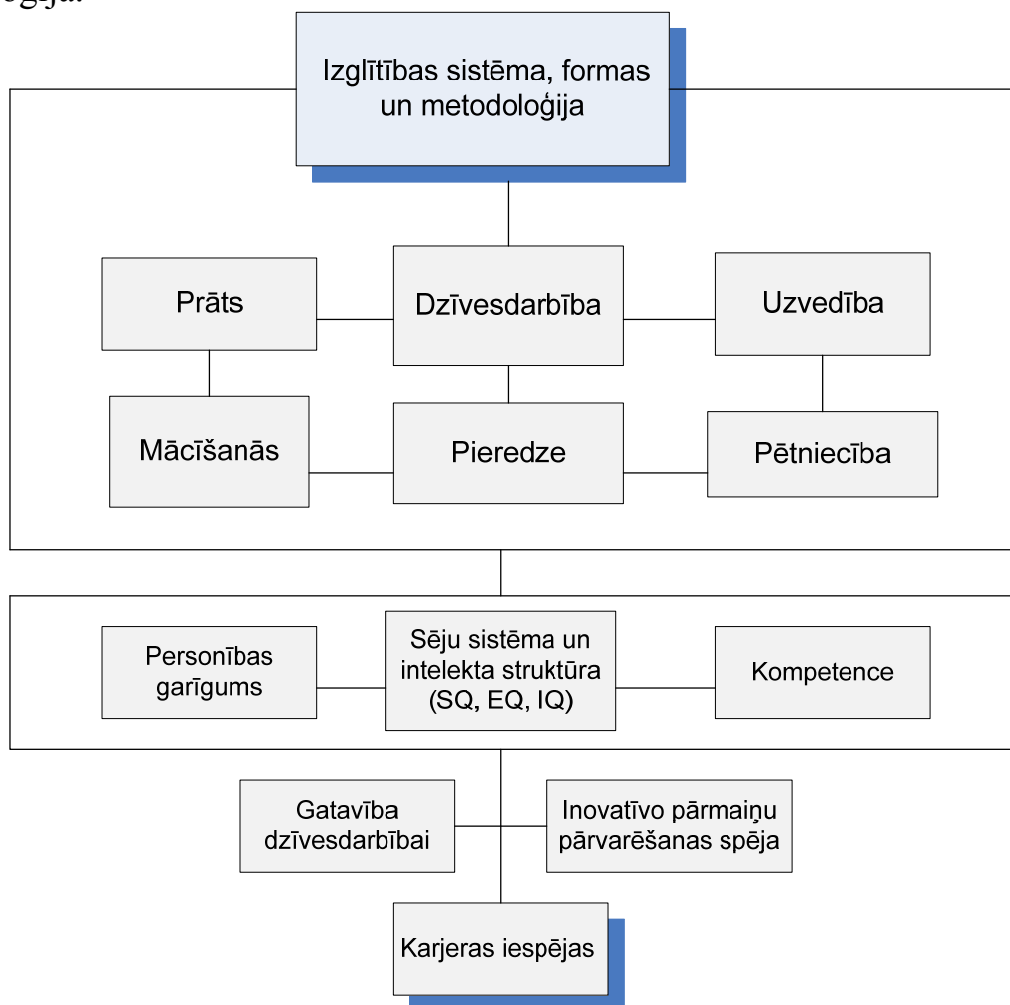 Izglītības sistēma, formas
un metodoloģija
Prāts
Dzīvesdarbība
Uzvedība
Mācīšanās
Pieredze
Pētniecība
Personības
garīgums
Sēju sistēma un
intelekta struktūra
(SQ, EQ, IQ)
Kompetence
Gatavība
dzīvesdarbībai
Inovatīvo pārmaiņu
pārvarēšanas spēja
Karjeras iespējas